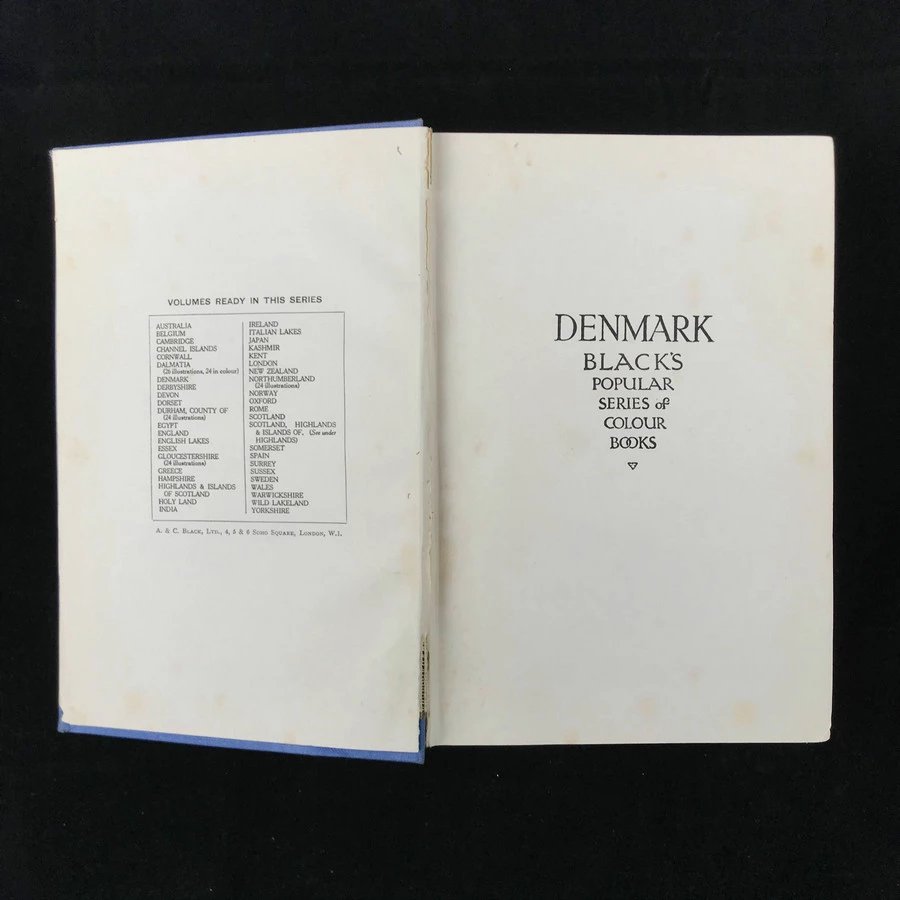 VOLUMES READY IN THIS SERIES
AUSTRALIA
BELGIUM
CAMBRIDGE
CHANNEL ISLANDS
CORNWALL
DALMATIA
(26 illustrations, 24 in colour)
DENMARK
DERBYSHIRE
DEVON
DORSET
DURHAM, COUNTY OF
(24 illustrations)
EGYPT
ENGLAND
ENGLISH LAKES
ESSEX
GLOUCESTERSHIRE
(24 illustrations)
GREECE
HAMPSHIRE
HIGHLANDS & ISLANDS
OF SCOTLAND
HOLY LAND
INDIA
IRELAND
ITALIAN LAKES
JAPAN
KASHMIR
KENT
LONDON
NEW ZEALAND
NORTHUMBERLAND
(24 illustrations)
NORWAY
OXFORD
ROME
SCOTLAND
SCOTLAND, HIGHLANDS
& ISLANDS OF. (See under
HIGHLANDS)
SOMERSET
SPAIN
SURREY
SUSSEX
SWEDEN
WALES
WARWICKSHIRE
WILD LAKELAND
YORKSHIRE
A. & C. BLACK, LTD., 4, 5 & 6 SOHO SQUARE, LONDON, W.1.
DENMARK
BLACK'S
POPULAR
SERIES of
COLOUR
BOOKS